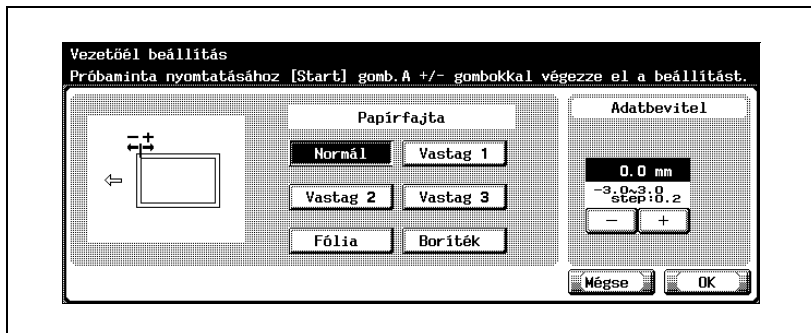 Vezetöél beállítás
Próbaminta nyomtatásához [Start] gomb.A +/- gombokkal végezze el a beállítást.
Papírfajta
Normál
Vastag 1
Vastag 2
Vastag 3
Fólia
Boríték
Adatbevitel
0.0 mm
-3.0~3.0
step:0.2
- +
Mégse
OK
- +